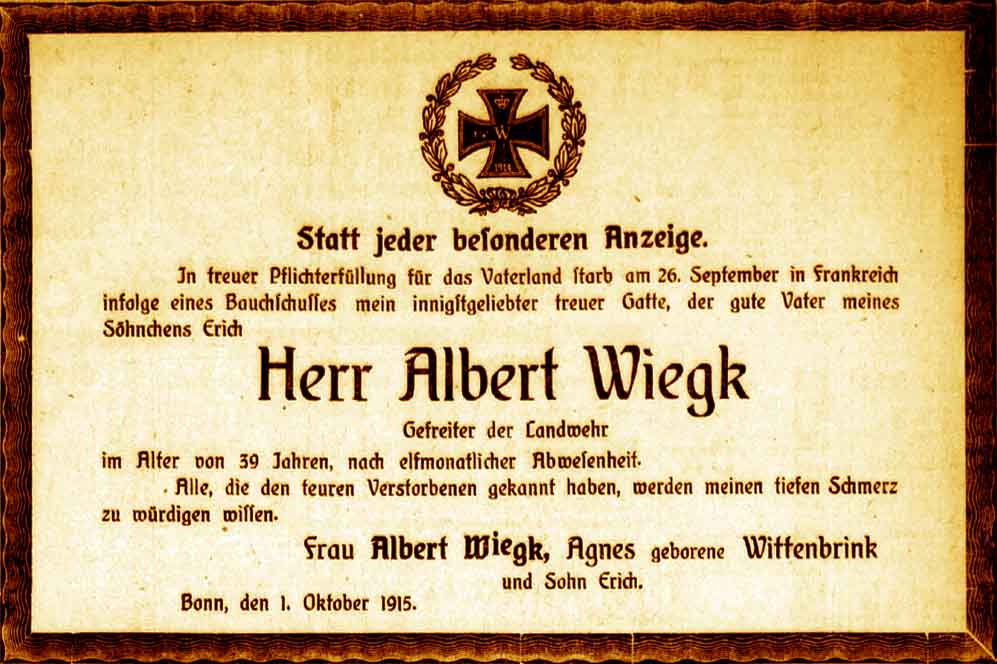 W
1914
Statt jeder beſonderen Anzeige.
In treuer Pflichterfüllung für das Vaterland ſtarb am 26. September in Frankreich
infolge eines Bauchſchuſſes mein innigſtgeliebter treuer Gatte, der gute Vater meines
Söhnchens Erich
Herr Albert Wiegk
Gefreiter der Landwehr
im Alter von 39 Jahren, nach elfmonatlicher Abweſenheit.
Alle, die den teuren Verstorbenen gekannt haben, werden meinen tiefen Schmerz
zu würdigen wiſſen.
Frau Albert Wiegk, Agnes geborene Wittenbrink
und Sohn Erich.
Bonn, den 1. Oktober 1915.